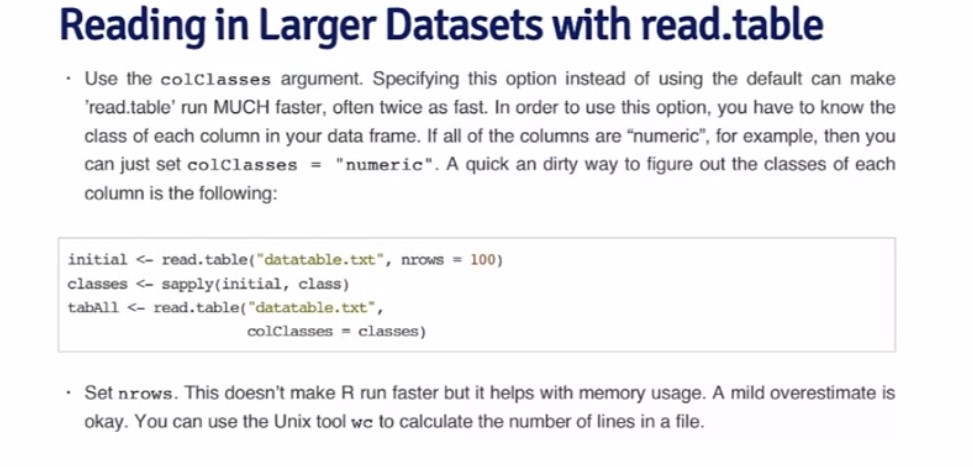 Reading in Larger Datasets with read.table
· Use the colClasses argument. Specifying this option instead of using the default can make
'read.table' run MUCH faster, often twice as fast. In order to use this option, you have to know the
class of each column in your data frame. If all of the columns are “numeric”, for example, then you
can just set colClasses = "numeric". A quick an dirty way to figure out the classes of each
column is the following:
initial <- read.table("datatable.txt", nrows = 100)
classes <- sapply(initial, class)
tabAll <- read.table("datatable.txt",
colClasses = classes)
· Set nrows. This doesn't make R run faster but it helps with memory usage. A mild overestimate is
okay. You can use the Unix tool wc to calculate the number of lines in a file.